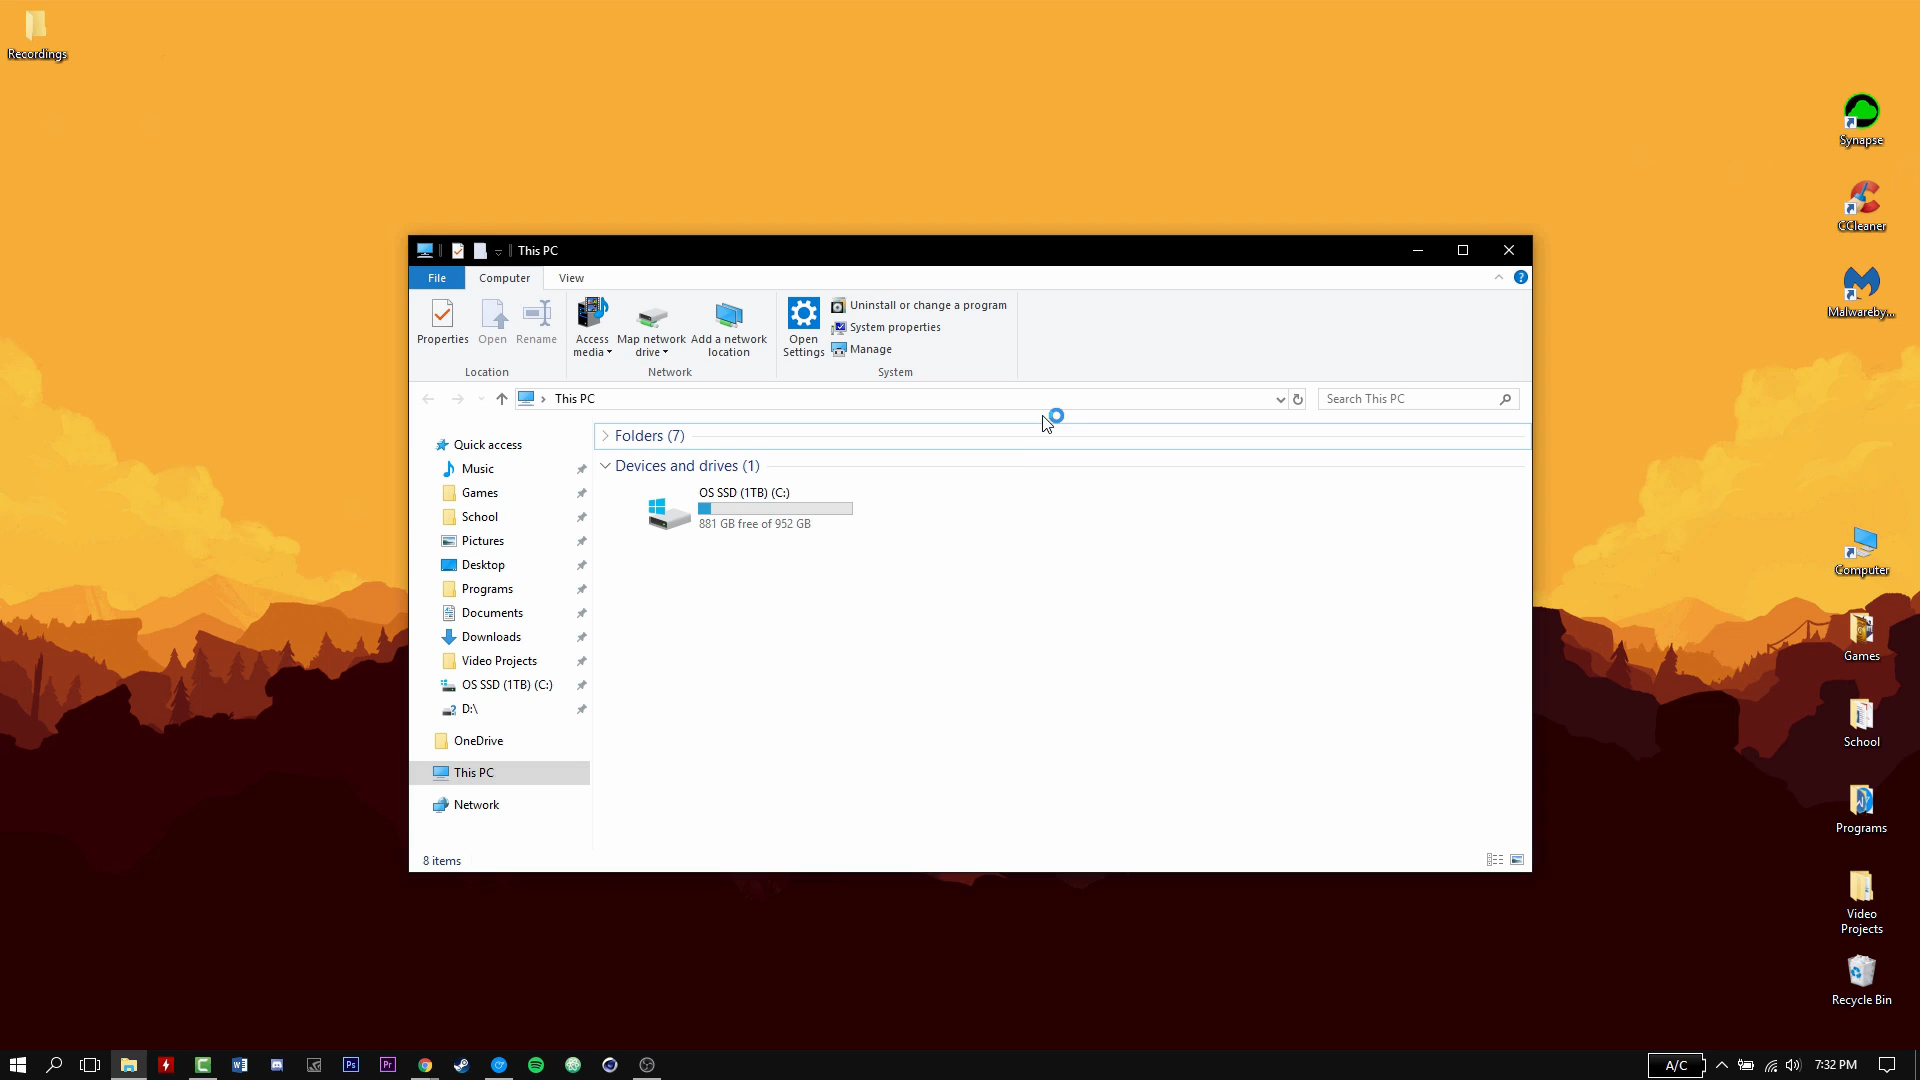 Recordings
Synapse
CCleaner
Malwareby...
Computer
Games
School
Programs
Video
Projects
Recycle Bin
This PC
File
Computer
View
Properties
Open
Rename
Location
Access
media
Map network
drive
Add a network
location
Network
Open
Settings
Uninstall or change a program
System properties
Manage
System
This PC
Search This PC
Quick access
Music
Games
School
Pictures
Desktop
Programs
Documents
Downloads
Video Projects
OS SSD (1TB) (C:)
D:\
OneDrive
This PC
Network
Folders (7)
Devices and drives (1)
OS SSD (1TB) (C:)
881 GB free of 952 GB
8 items
Ps
Pr
A/C
7:32 PM